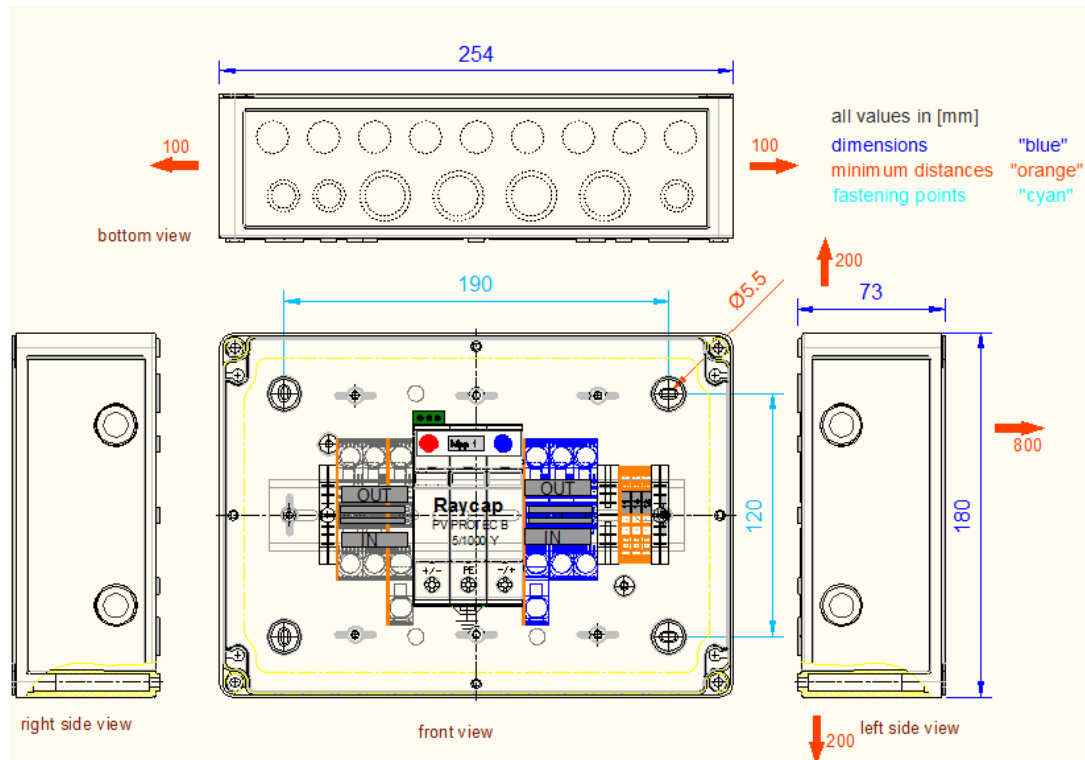 254
100
100
all values in [mm]
dimensions "blue"
minimum distances "orange"
fastening points "cyan"
bottom view
200
190
Ø5.5
73
Mpp 1
OUT
OUT
Raycap
PV PROTEC B
5/1000 Y
IN
IN
+/-
PE
-/+
120
180
800
right side view
front view
left side view
200